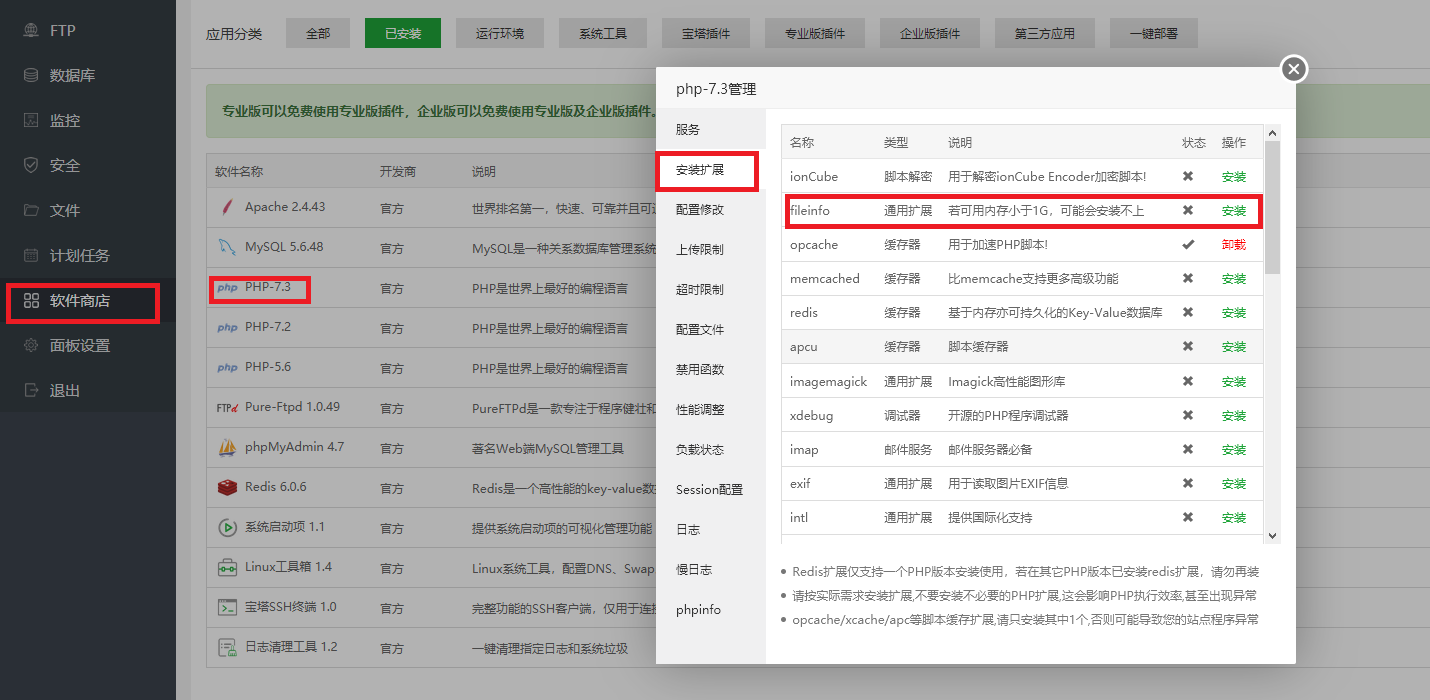 FTP
数据库
监控
安全
文件
计划任务
软件商店
面板设置
退出
应用分类 全部 已安装 运行环境 系统工具 宝塔插件 专业版插件 企业版插件 第三方应用 一键部署
专业版可以免费使用专业版插件，企业版可以免费使用专业版及企业版插件。
软件名称 开发商 说明
Apache 2.4.43 官方 世界排名第一，快速、可靠并且可
MySQL 5.6.48 官方 MySQL是一种关系数据库管理系统
php PHP-7.3 官方 PHP是世界上最好的编程语言
php PHP-7.2 官方 PHP是世界上最好的编程语言
php PHP-5.6 官方 PHP是世界上最好的编程语言
FTPd Pure-Ftpd 1.0.49 官方 PureFTPd是一款专注于程序健壮和
phpMyAdmin 4.7 官方 著名Web端MySQL管理工具
Redis 6.0.6 官方 Redis是一个高性能的key-value数
系统启动项 1.1 官方 提供系统启动项的可视化管理功能
Linux工具箱 1.4 官方 Linux系统工具，配置DNS、Swap
宝塔SSH终端 1.0 官方 完整功能的SSH客户端，仅用于连
日志清理工具 1.2 官方 一键清理指定日志和系统垃圾
php-7.3管理
服务
安装扩展
配置修改
上传限制
超时限制
配置文件
禁用函数
性能调整
负载状态
Session配置
日志
慢日志
phpinfo
名称 类型 说明 状态 操作
ionCube 脚本解密 用于解密ionCube Encoder加密脚本! 安装
fileinfo 通用扩展 若可用内存小于1G，可能会安装不上 安装
opcache 缓存器 用于加速PHP脚本! 卸载
memcached 缓存器 比memcache支持更多高级功能 安装
redis 缓存器 基于内存亦可持久化的Key-Value数据库 安装
apcu 缓存器 脚本缓存器 安装
imagemagick 通用扩展 Imagick高性能图形库 安装
xdebug 调试器 开源的PHP程序调试器 安装
imap 邮件服务 邮件服务器必备 安装
exif 通用扩展 用于读取图片EXIF信息 安装
intl 通用扩展 提供国际化支持 安装
Redis扩展仅支持一个PHP版本安装使用，若在其它PHP版本已安装redis扩展，请勿再装
请按实际需求安装扩展,不要安装不必要的PHP扩展,这会影响PHP执行效率,甚至出现异常
opcache/xcache/apc等脚本缓存扩展,请只安装其中1个,否则可能导致您的站点程序异常